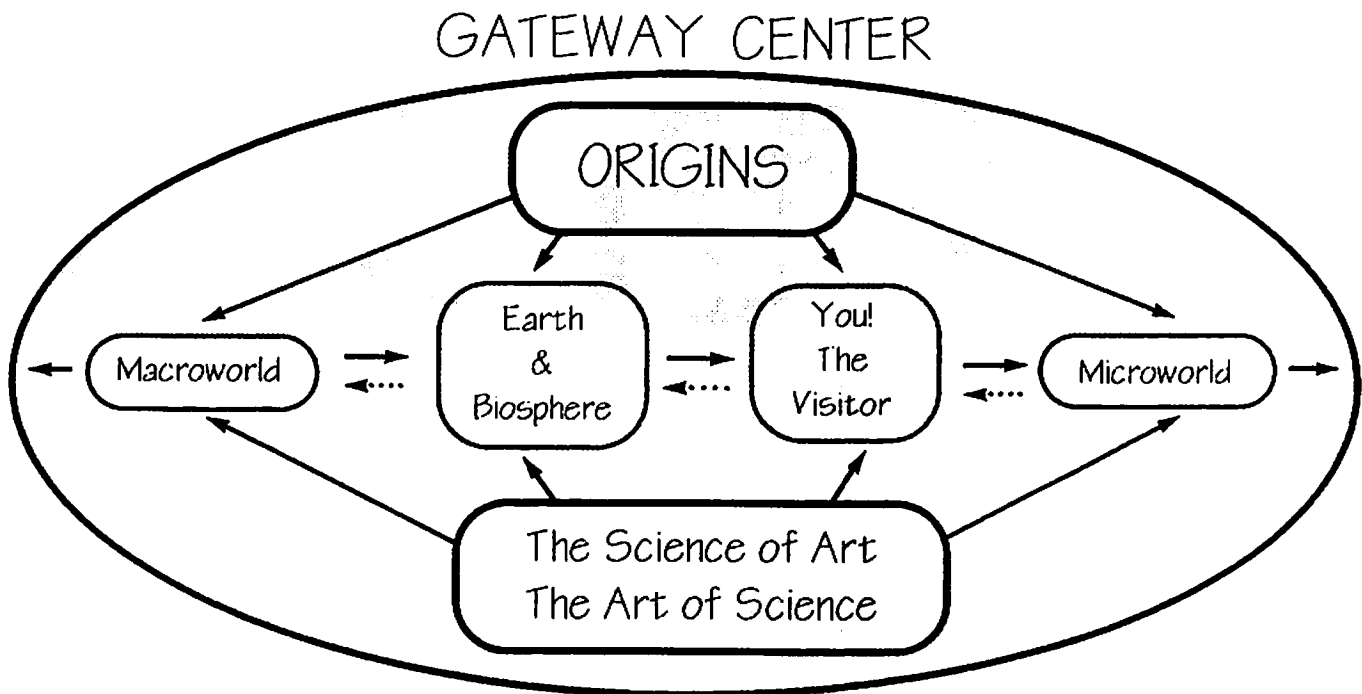 GATEWAY CENTER
ORIGINS
Macroworld
Earth
&
Biosphere
You!
The
Visitor
Microworld
The Science of Art
The Art of Science